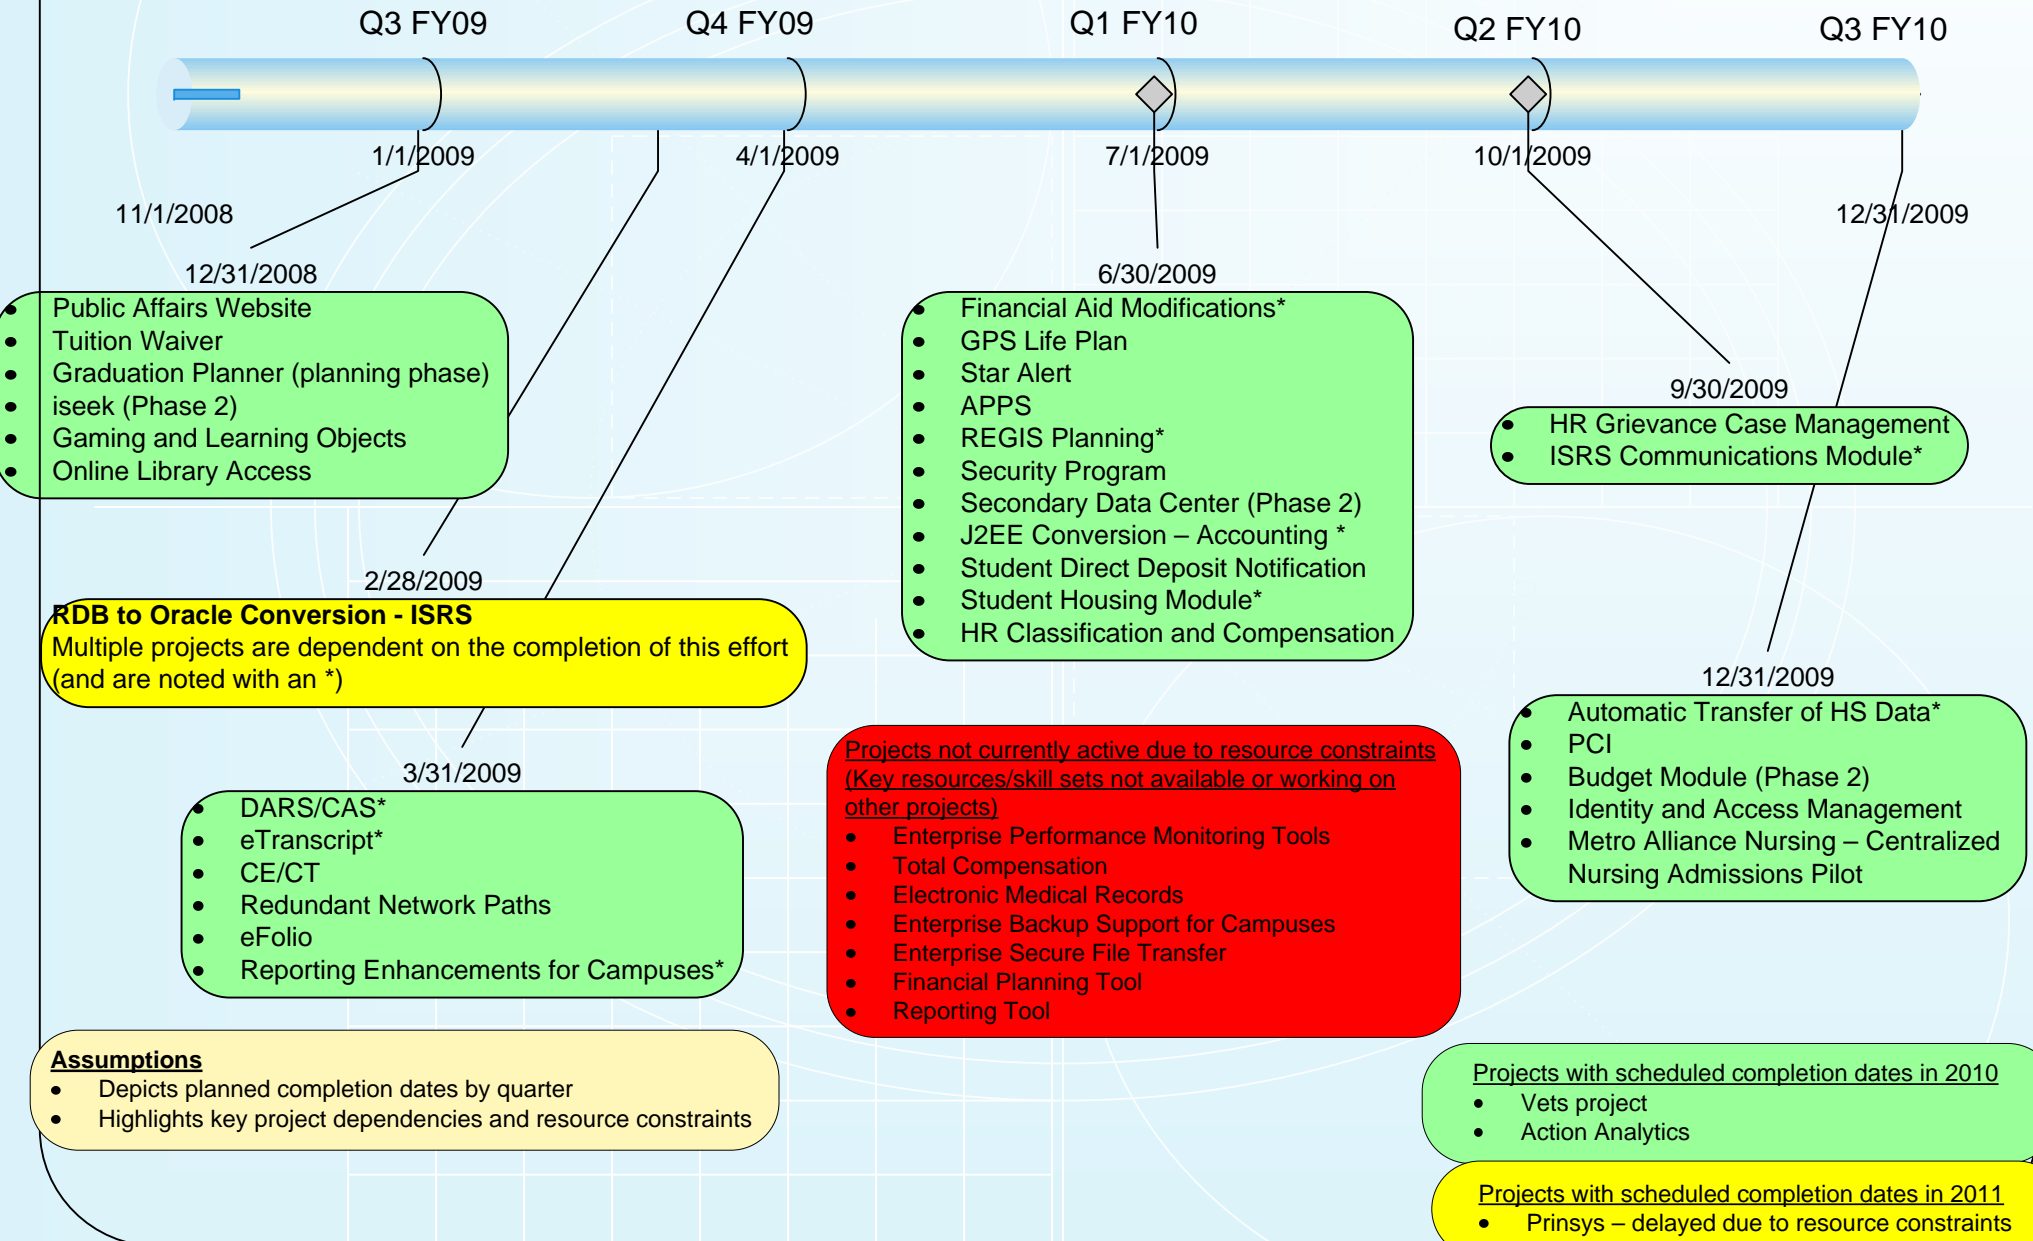 Q3 FY09
Q4 FY09
Q1 FY10
Q2 FY10
Q3 FY10
1/1/2009
4/1/2009
7/1/2009
10/1/2009
11/1/2008
12/31/2009
12/31/2008
• Public Affairs Website
• Tuition Waiver
• Graduation Planner (planning phase)
• iseek (Phase 2)
• Gaming and Learning Objects
• Online Library Access
2/28/2009
RDB to Oracle Conversion - ISRS
Multiple projects are dependent on the completion of this effort
(and are noted with an *)
3/31/2009
• DARS/CAS*
• eTranscript*
• CE/CT
• Redundant Network Paths
• eFolio
• Reporting Enhancements for Campuses*
6/30/2009
• Financial Aid Modifications*
• GPS Life Plan
• Star Alert
• APPS
• REGIS Planning*
• Security Program
• Secondary Data Center (Phase 2)
• J2EE Conversion – Accounting *
• Student Direct Deposit Notification
• Student Housing Module*
• HR Classification and Compensation
9/30/2009
• HR Grievance Case Management
• ISRS Communications Module*
12/31/2009
• Automatic Transfer of HS Data*
• PCI
• Budget Module (Phase 2)
• Identity and Access Management
• Metro Alliance Nursing – Centralized
Nursing Admissions Pilot
Projects not currently active due to resource constraints
(Key resources/skill sets not available or working on
other projects)
• Enterprise Performance Monitoring Tools
• Total Compensation
• Electronic Medical Records
• Enterprise Backup Support for Campuses
• Enterprise Secure File Transfer
• Financial Planning Tool
• Reporting Tool
Assumptions
• Depicts planned completion dates by quarter
• Highlights key project dependencies and resource constraints
Projects with scheduled completion dates in 2010
• Vets project
• Action Analytics
Projects with scheduled completion dates in 2011
• Prinsys – delayed due to resource constraints